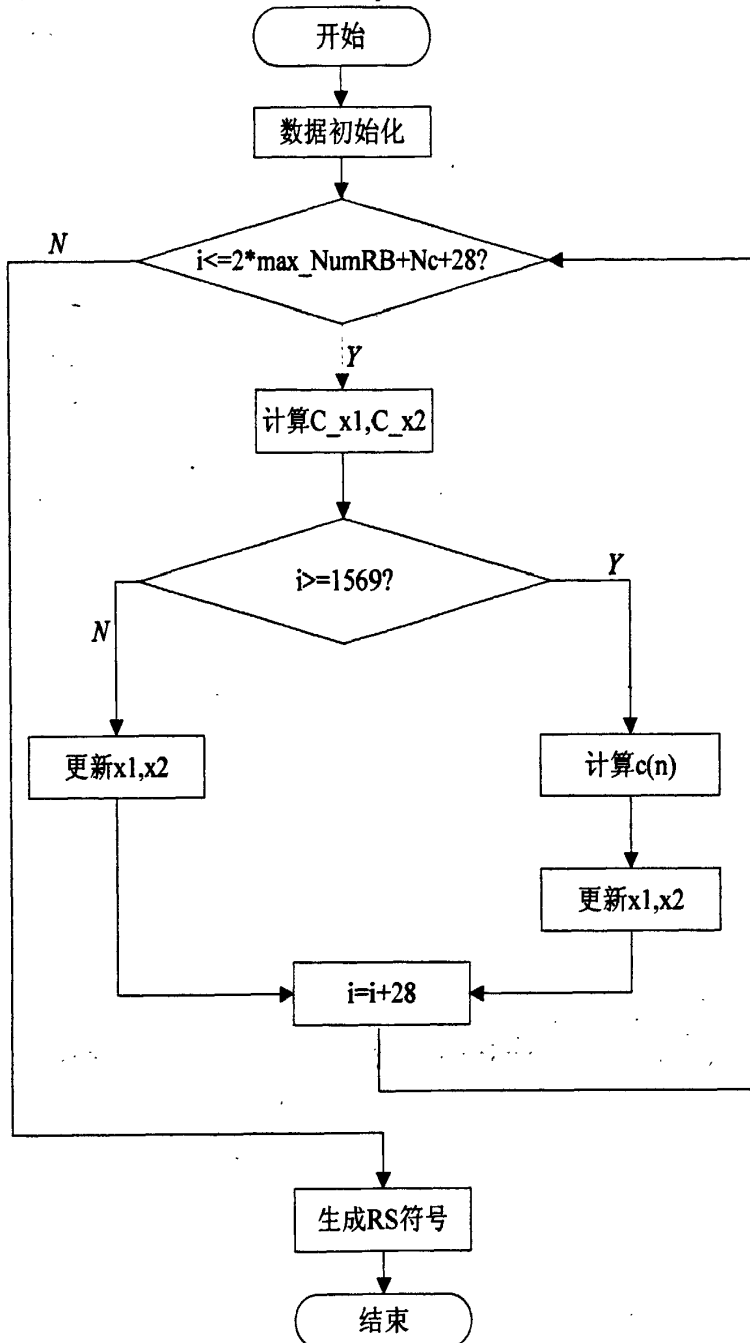 开始
数据初始化
N
i<=2*max_NumRB+Nc+28?
Y
计算C_x1,C_x2
i>=1569?
Y
N
更新x1,x2
计算c(n)
更新x1,x2
i=i+28
生成RS符号
结束